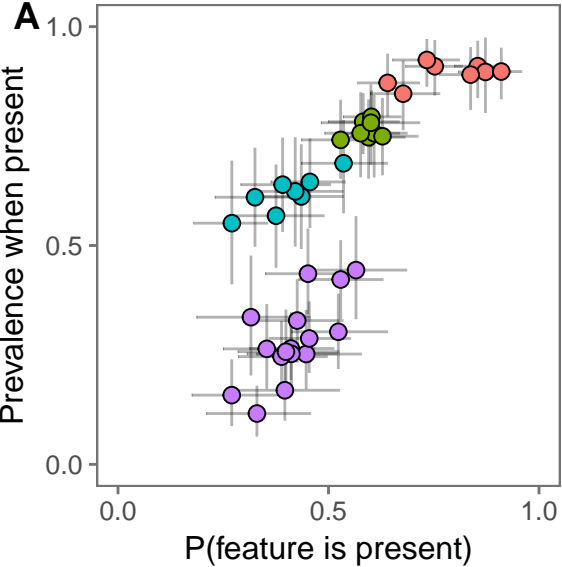 A
Prevalence when present
1.0
0.5
0.0
0.0 0.5 1.0
P(feature is present)